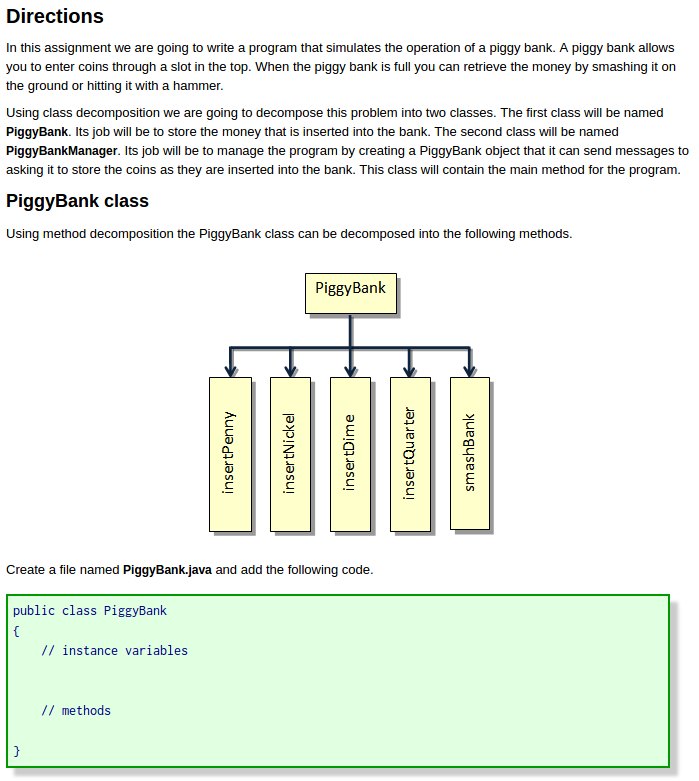 Directions
In this assignment we are going to write a program that simulates the operation of a piggy bank. A piggy bank allows
you to enter coins through a slot in the top. When the piggy bank is full you can retrieve the money by smashing it on
the ground or hitting it with a hammer.
Using class decomposition we are going to decompose this problem into two classes. The first class will be named
PiggyBank. Its job will be to store the money that is inserted into the bank. The second class will be named
PiggyBankManager. Its job will be to manage the program by creating a PiggyBank object that it can send messages to
asking it to store the coins as they are inserted into the bank. This class will contain the main method for the program.
PiggyBank class
Using method decomposition the PiggyBank class can be decomposed into the following methods.
PiggyBank
insertPenny
insertNickel
insertDime
insertQuarter
smashBank
Create a file named PiggyBank.java and add the following code.
public class PiggyBank
{
// instance variables
// methods
}